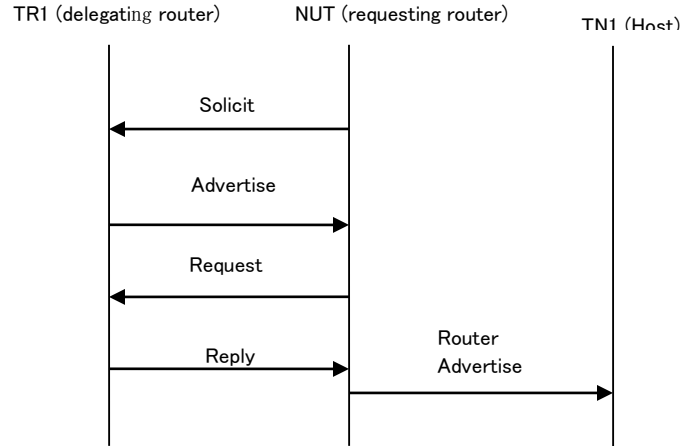 TR1 (delegating router)
NUT (requesting router)
TN1 (Host)
Solicit
Advertise
Request
Reply
Router
Advertise